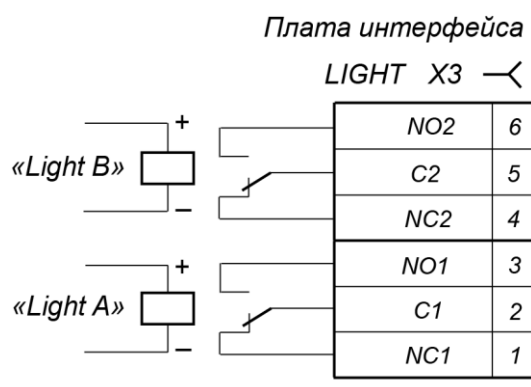 Плата интерфейса
LIGHT X3
+
«Light B»
–
NO2 6
C2 5
NC2 4
+
«Light A»
–
NO1 3
C1 2
NC1 1